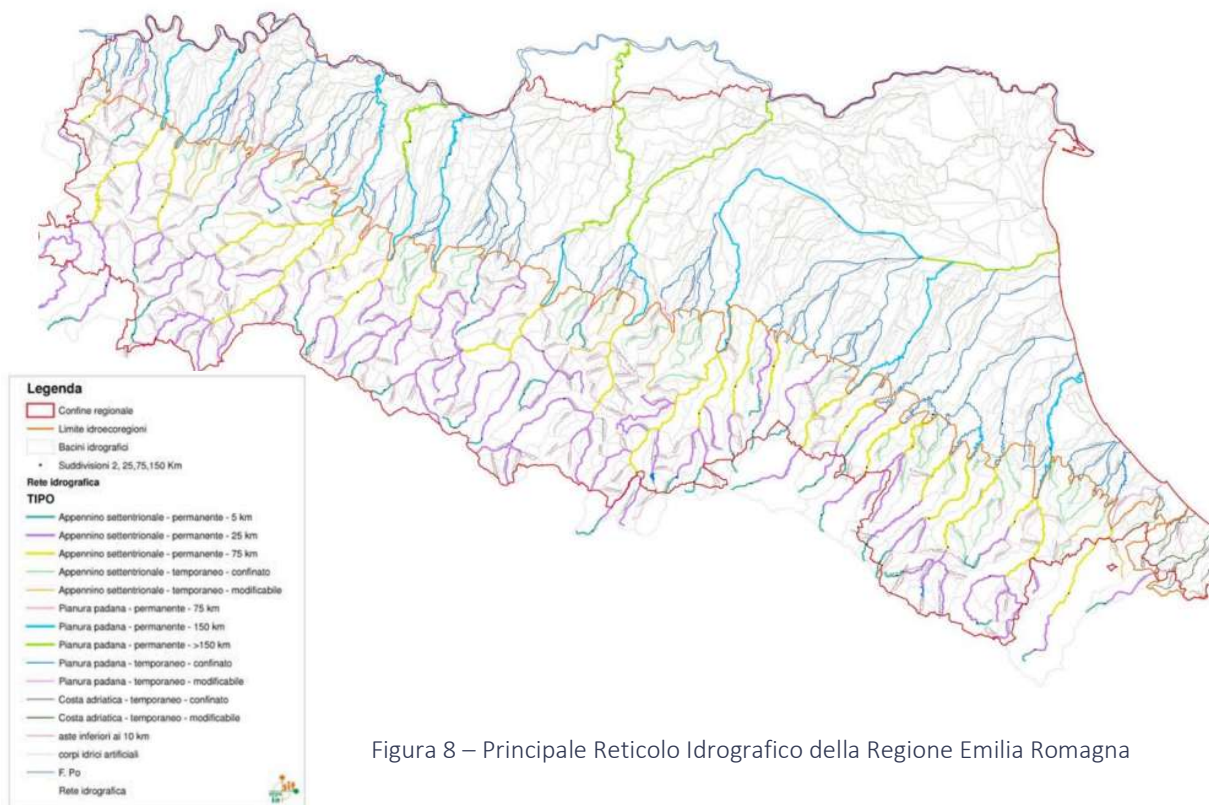 Legenda
Confine regionale
Limite idroecoregioni
Bacini idrografici
Suddivisioni 2, 25,75,150 Km
Rete idrografica
TIPO
Appennino settentrionale - permanente - 5 km
Appennino settentrionale - permanente - 25 km
Appennino settentrionale - permanente - 75 km
Appennino settentrionale - temporaneo - confinato
Appennino settentrionale - temporaneo - modificabile
Pianura padana - permanente - 75 km
Pianura padana - permanente - 150 km
Pianura padana - permanente - >150 km
Pianura padana - temporaneo - confinato
Pianura padana - temporaneo - modificabile
Costa adriatica - temporaneo - confinato
Costa adriatica - temporaneo - modificabile
aste inferiori ai 10 km
corpi idrici artificiali
F. Po
Rete idrografica
Figura 8 – Principale Reticolo Idrografico della Regione Emilia Romagna